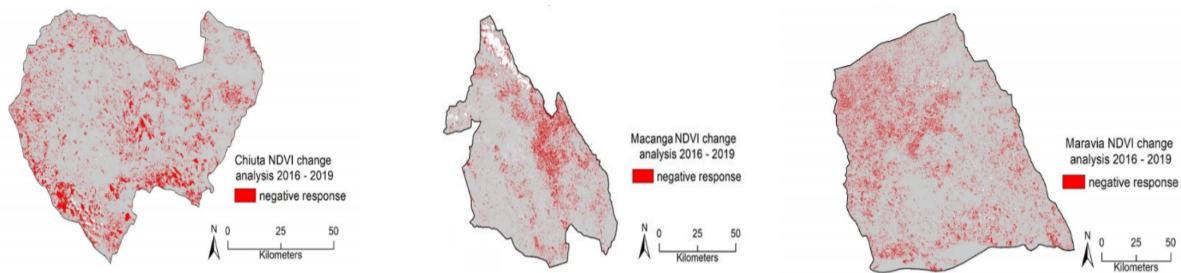 Chiuta NDVI change
analysis 2016 - 2019
negative response
N
0 25 50
Kilometers
Macanga NDVI change
analysis 2016 - 2019
negative response
N
0 25 50
Kilometers
Maravia NDVI change
analysis 2016 - 2019
negative response
N
0 25 50
Kilometers